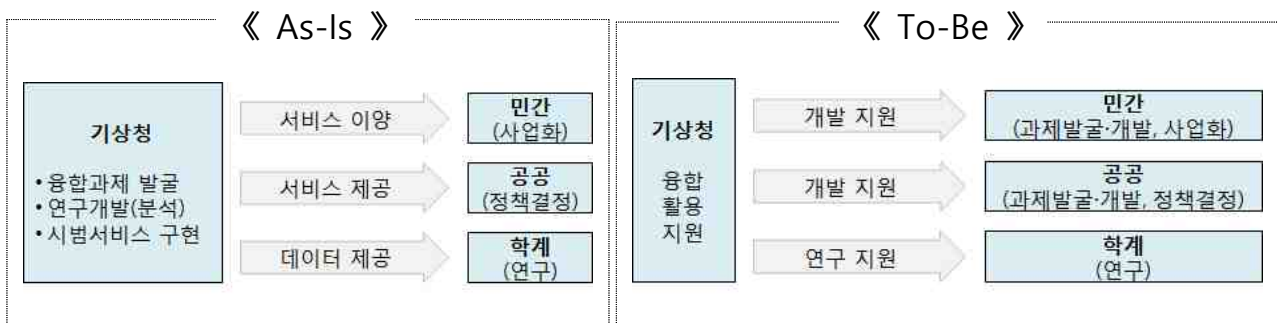 《 As-Is 》
기상청
• 융합과제 발굴
• 연구개발(분석)
• 시범서비스 구현
서비스 이양
민간
(사업화)
서비스 제공
공공
(정책결정)
데이터 제공
학계
(연구)
《 To-Be 》
기상청
융합
활용
지원
개발 지원
민간
(과제발굴·개발, 사업화)
개발 지원
공공
(과제발굴·개발, 정책결정)
연구 지원
학계
(연구)